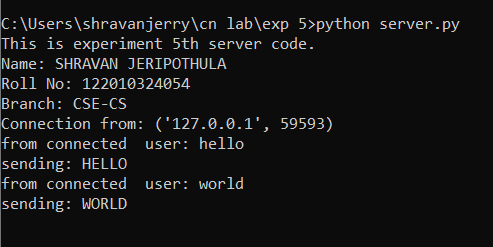 C:\Users\shravanjerry\cn lab\exp 5>python server.py
This is experiment 5th server code.
Name: SHRAVAN JERIPOTHULA
Roll No: 122010324054
Branch: CSE-CS
Connection from: ('127.0.0.1', 59593)
from connected  user: hello
sending: HELLO
from connected  user: world
sending: WORLD